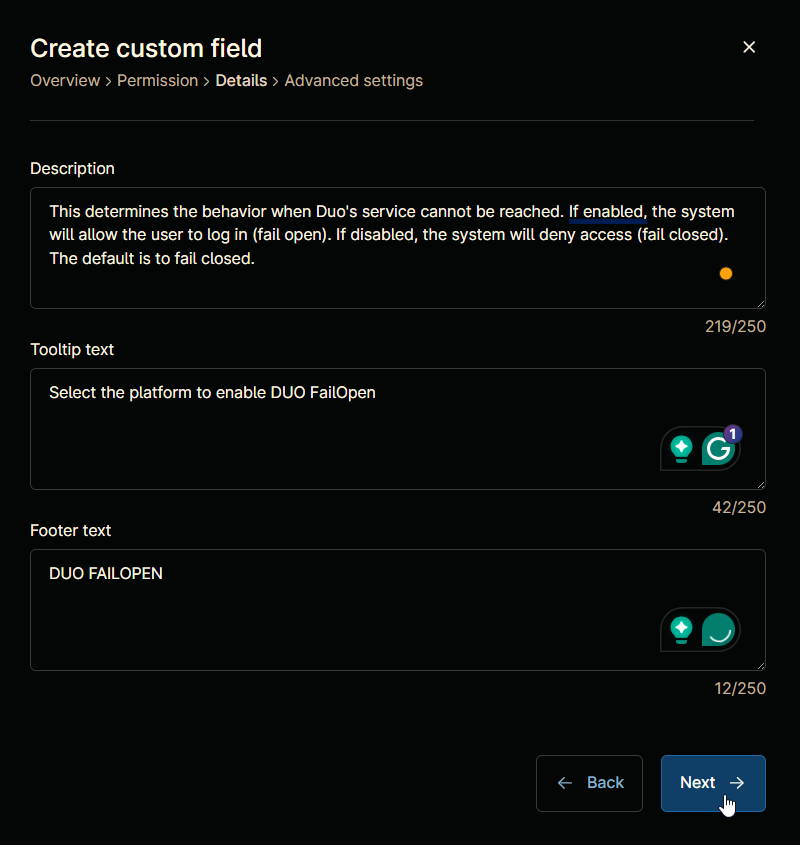 Create custom field
Overview > Permission > Details > Advanced settings
Description
This determines the behavior when Duo's service cannot be reached. If enabled, the system
will allow the user to log in (fail open). If disabled, the system will deny access (fail closed).
The default is to fail closed.
219/250
Tooltip text
Select the platform to enable DUO FailOpen
1
42/250
Footer text
DUO FAILOPEN
12/250
Back
Next